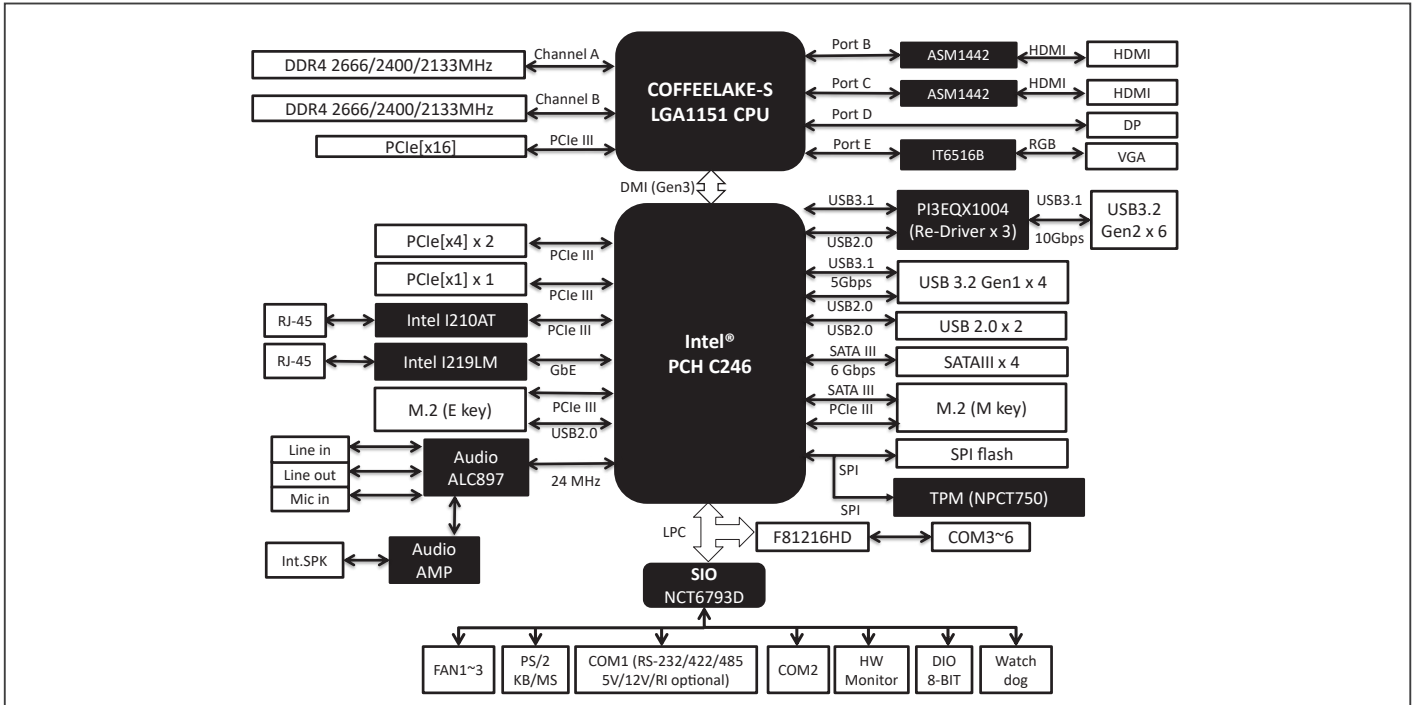 DDR4 2666/2400/2133MHz
Channel A
DDR4 2666/2400/2133MHz
Channel B
PCIe[x16]
PCIe III
COFFEELAKE-S
LGA1151 CPU
Port B
ASM1442
HDMI
HDMI
Port C
ASM1442
HDMI
HDMI
Port D
DP
Port E
IT6516B
RGB
VGA
DMI (Gen3)
PCIe[x4] x 2
PCIe III
PCIe[x1] x 1
PCIe III
RJ-45
Intel I210AT
PCIe III
RJ-45
Intel I219LM
GbE
M.2 (E key)
PCIe III
USB2.0
Line in
Line out
Mic in
Audio
ALC897
24 MHz
Int.SPK
Audio
AMP
Intel®
PCH C246
USB3.1
USB2.0
PI3EQX1004
(Re-Driver x 3)
USB3.1
10Gbps
USB3.2
Gen2 x 6
USB3.1
5Gbps
USB 3.2 Gen1 x 4
USB2.0
USB2.0
USB 2.0 x 2
SATA III
6 Gbps
SATAIII x 4
SATA III
PCIe III
M.2 (M key)
SPI
SPI flash
SPI
TPM (NPCT750)
LPC
F81216HD
COM3~6
SIO
NCT6793D
FAN1~3
PS/2
KB/MS
COM1 (RS-232/422/485
5V/12V/RI optional)
COM2
HW
Monitor
DIO
8-BIT
Watch
dog